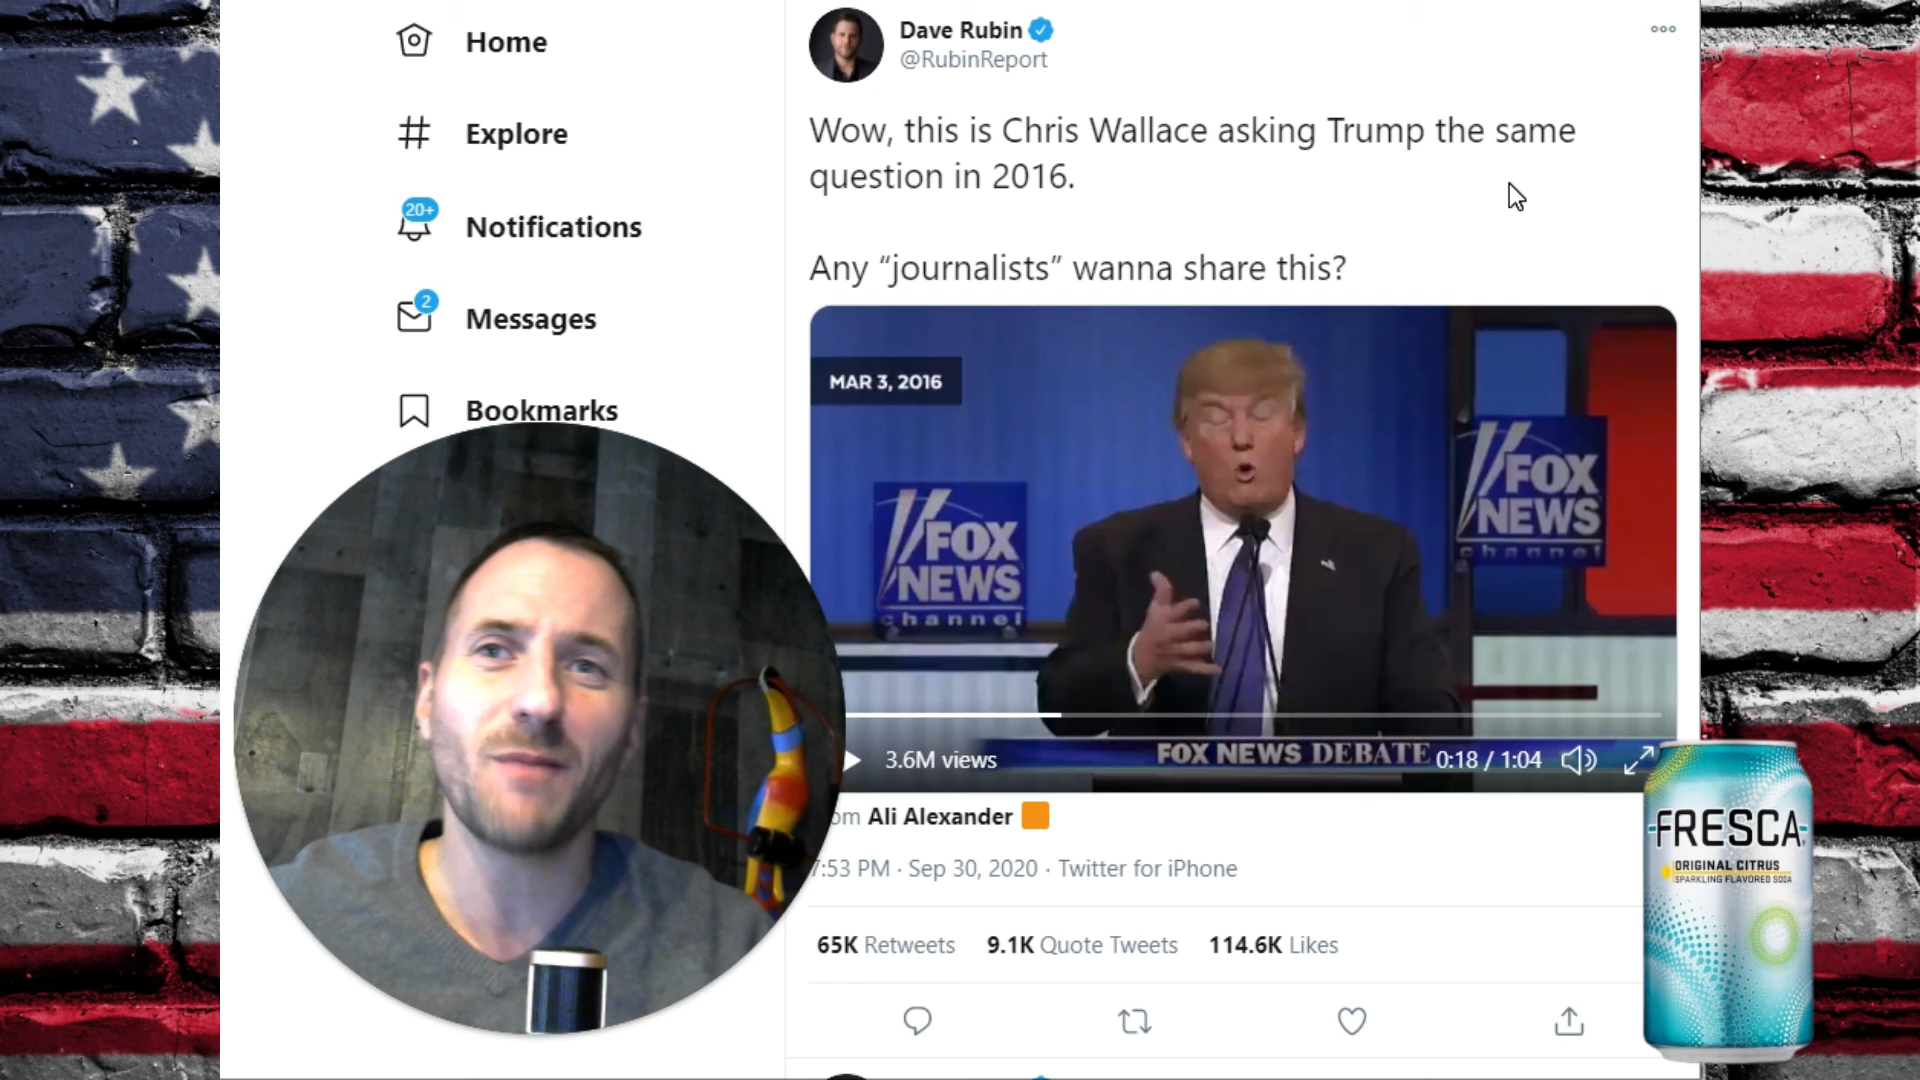 Home
Explore
20+
Notifications
2
Messages
Bookmarks
Dave Rubin
@RubinReport
Wow, this is Chris Wallace asking Trump the same
question in 2016.
Any “journalists” wanna share this?
MAR 3, 2016
FOX
NEWS
channel
FOX
NEWS
channel
3.6M views
FOX NEWS DEBATE
0:18 / 1:04
om Ali Alexander
7:53 PM · Sep 30, 2020 · Twitter for iPhone
65K Retweets 9.1K Quote Tweets 114.6K Likes
FRESCA
ORIGINAL CITRUS
SPARKLING FLAVORED SODA